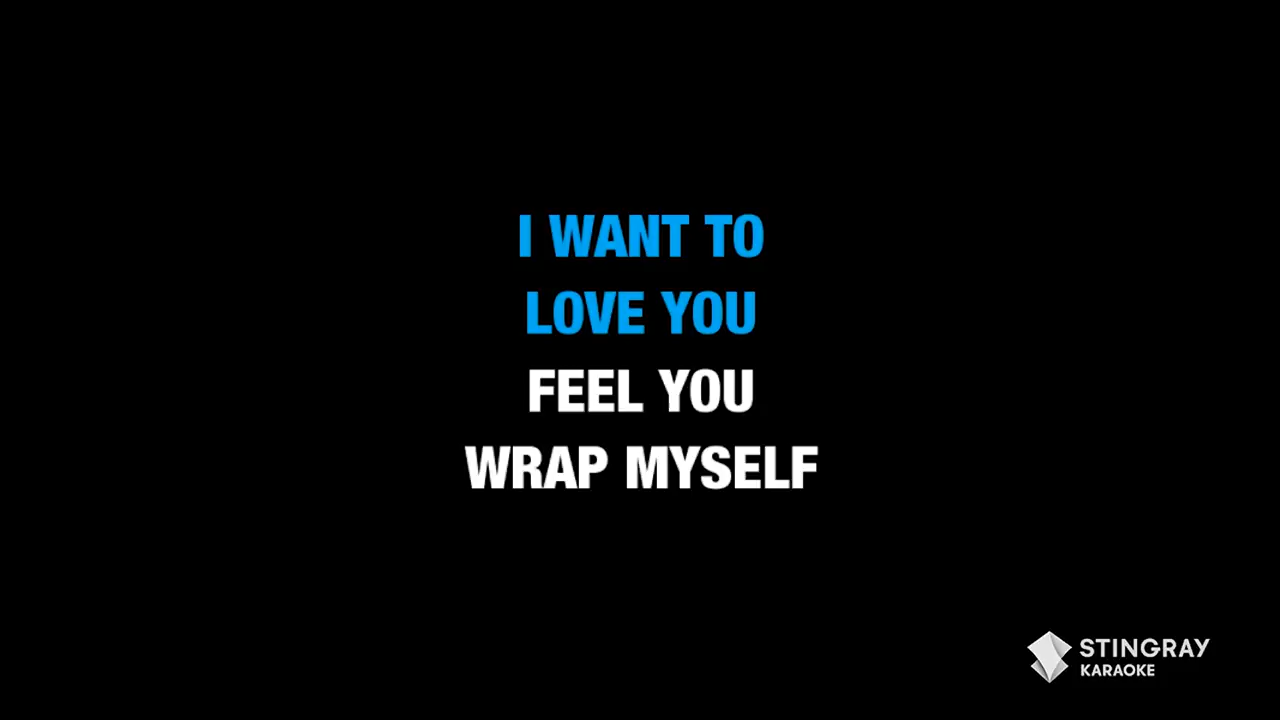 I WANT TO
LOVE YOU
FEEL YOU
WRAP MYSELF
STINGRAY
KARAOKE